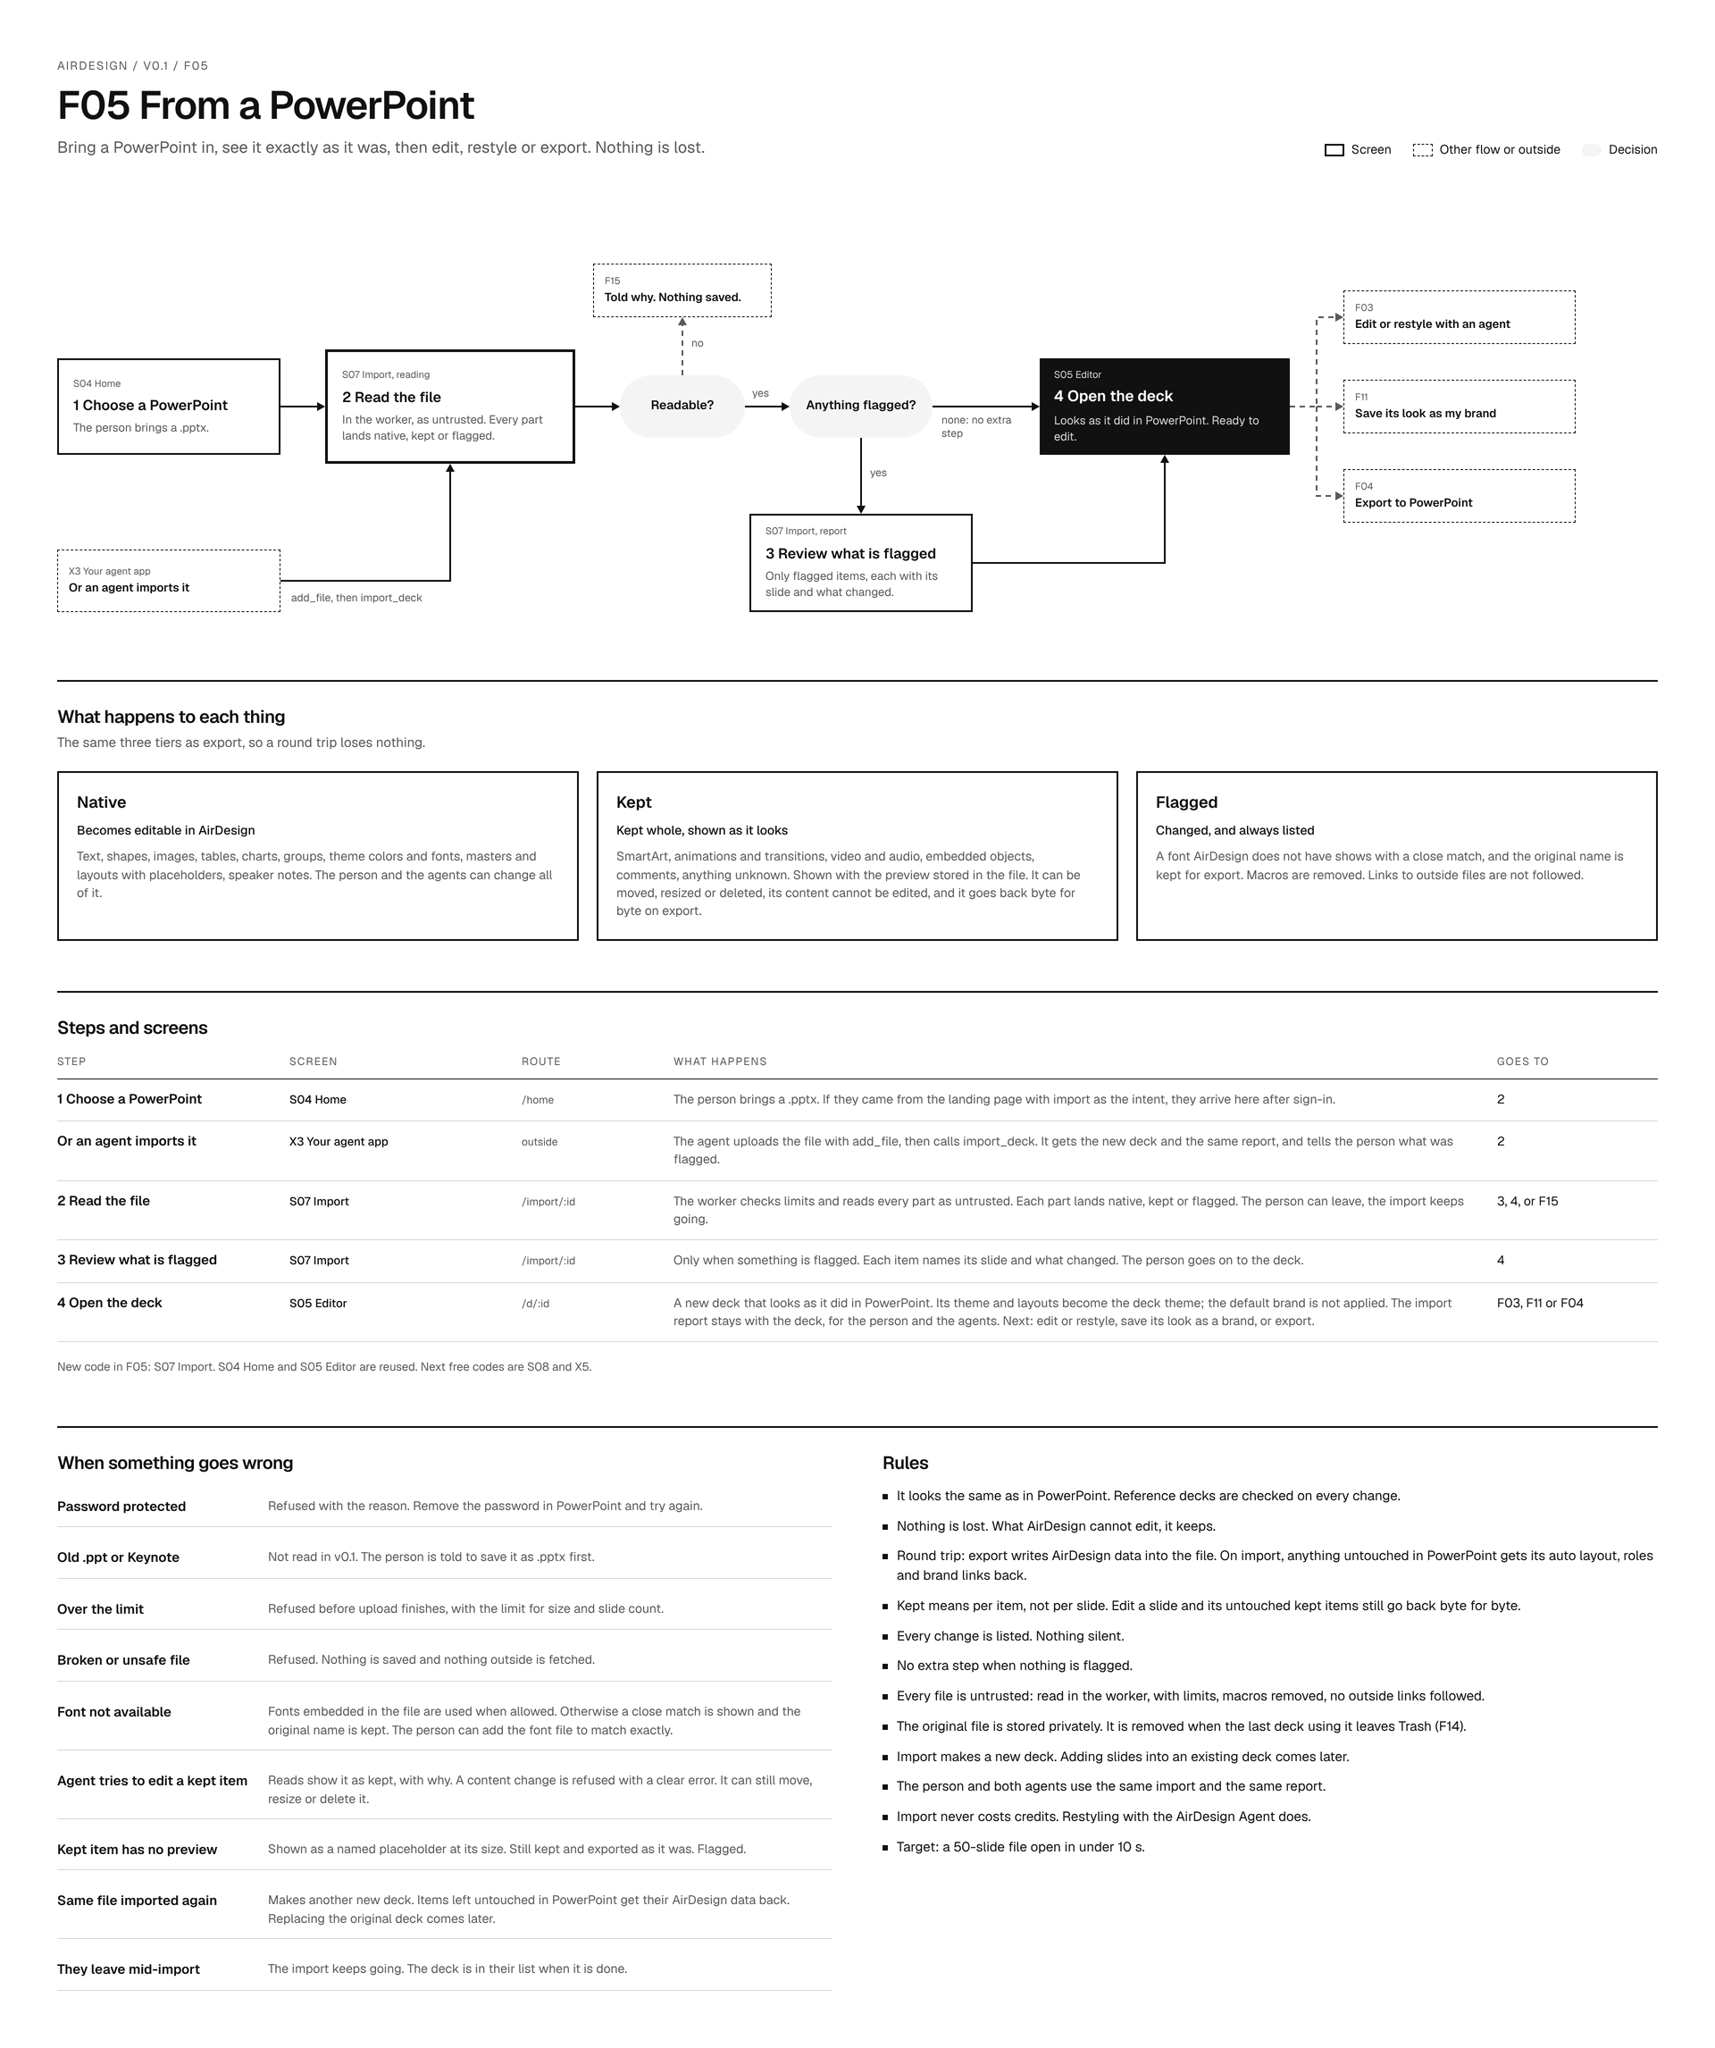 AIRDESIGN / V0.1 / F05
F05 From a PowerPoint
Bring a PowerPoint in, see it exactly as it was, then edit, restyle or export. Nothing is lost.
Screen
Other flow or outside
Decision
F15
Told why. Nothing saved.
no
S04 Home
1 Choose a PowerPoint
The person brings a .pptx.
S07 Import, reading
2 Read the file
In the worker, as untrusted. Every part
lands native, kept or flagged.
Readable?
yes
Anything flagged?
none: no extra
step
yes
S05 Editor
4 Open the deck
Looks as it did in PowerPoint. Ready to
edit.
F03
Edit or restyle with an agent
F11
Save its look as my brand
F04
Export to PowerPoint
S07 Import, report
3 Review what is flagged
Only flagged items, each with its
slide and what changed.
X3 Your agent app
Or an agent imports it
add_file, then import_deck
What happens to each thing
The same three tiers as export, so a round trip loses nothing.
Native
Becomes editable in AirDesign
Text, shapes, images, tables, charts, groups, theme colors and fonts, masters and
layouts with placeholders, speaker notes. The person and the agents can change all
of it.
Kept
Kept whole, shown as it looks
SmartArt, animations and transitions, video and audio, embedded objects,
comments, anything unknown. Shown with the preview stored in the file. It can be
moved, resized or deleted, its content cannot be edited, and it goes back byte for
byte on export.
Flagged
Changed, and always listed
A font AirDesign does not have shows with a close match, and the original name is
kept for export. Macros are removed. Links to outside files are not followed.
Steps and screens
STEP
SCREEN
ROUTE
WHAT HAPPENS
GOES TO
1 Choose a PowerPoint
S04 Home
/home
The person brings a .pptx. If they came from the landing page with import as the intent, they arrive here after sign-in.
2
Or an agent imports it
X3 Your agent app
outside
The agent uploads the file with add_file, then calls import_deck. It gets the new deck and the same report, and tells the person what was
flagged.
2
2 Read the file
S07 Import
/import/:id
The worker checks limits and reads every part as untrusted. Each part lands native, kept or flagged. The person can leave, the import keeps
going.
3, 4, or F15
3 Review what is flagged
S07 Import
/import/:id
Only when something is flagged. Each item names its slide and what changed. The person goes on to the deck.
4
4 Open the deck
S05 Editor
/d/:id
A new deck that looks as it did in PowerPoint. Its theme and layouts become the deck theme; the default brand is not applied. The import
report stays with the deck, for the person and the agents. Next: edit or restyle, save its look as a brand, or export.
F03, F11 or F04
New code in F05: S07 Import. S04 Home and S05 Editor are reused. Next free codes are S08 and X5.
When something goes wrong
Password protected
Refused with the reason. Remove the password in PowerPoint and try again.
Old .ppt or Keynote
Not read in v0.1. The person is told to save it as .pptx first.
Over the limit
Refused before upload finishes, with the limit for size and slide count.
Broken or unsafe file
Refused. Nothing is saved and nothing outside is fetched.
Font not available
Fonts embedded in the file are used when allowed. Otherwise a close match is shown and the
original name is kept. The person can add the font file to match exactly.
Agent tries to edit a kept item
Reads show it as kept, with why. A content change is refused with a clear error. It can still move,
resize or delete it.
Kept item has no preview
Shown as a named placeholder at its size. Still kept and exported as it was. Flagged.
Same file imported again
Makes another new deck. Items left untouched in PowerPoint get their AirDesign data back.
Replacing the original deck comes later.
They leave mid-import
The import keeps going. The deck is in their list when it is done.
Rules
It looks the same as in PowerPoint. Reference decks are checked on every change.
Nothing is lost. What AirDesign cannot edit, it keeps.
Round trip: export writes AirDesign data into the file. On import, anything untouched in PowerPoint gets its auto layout, roles
and brand links back.
Kept means per item, not per slide. Edit a slide and its untouched kept items still go back byte for byte.
Every change is listed. Nothing silent.
No extra step when nothing is flagged.
Every file is untrusted: read in the worker, with limits, macros removed, no outside links followed.
The original file is stored privately. It is removed when the last deck using it leaves Trash (F14).
Import makes a new deck. Adding slides into an existing deck comes later.
The person and both agents use the same import and the same report.
Import never costs credits. Restyling with the AirDesign Agent does.
Target: a 50-slide file open in under 10 s.